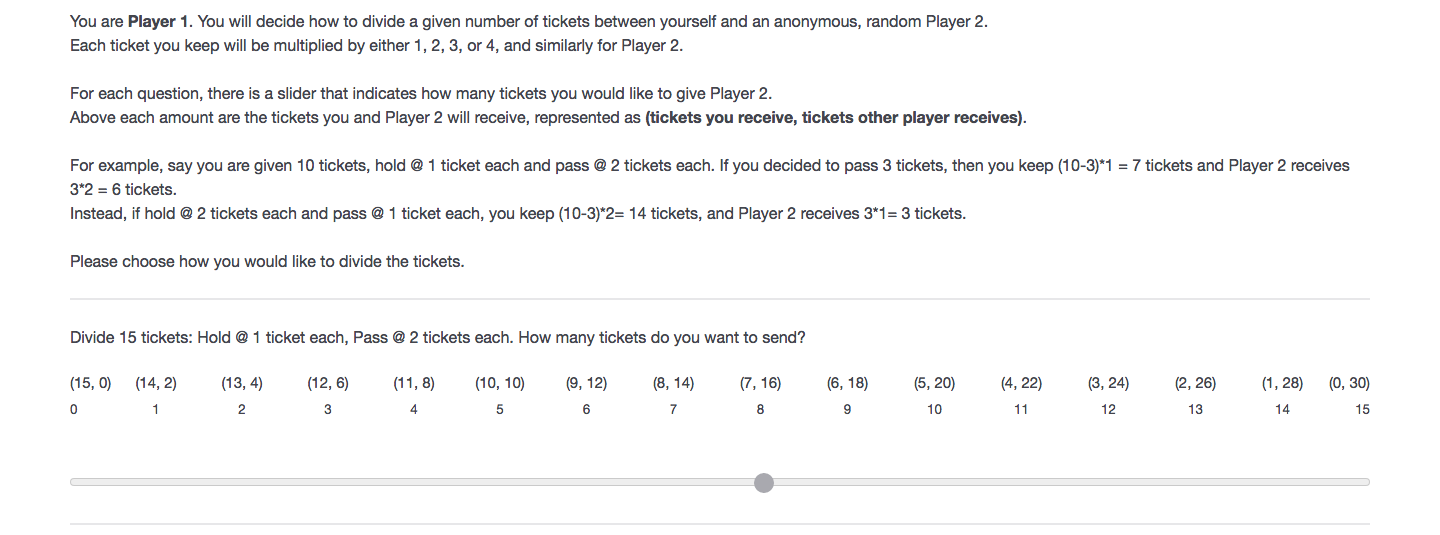 You are Player 1. You will decide how to divide a given number of tickets between yourself and an anonymous, random Player 2.
Each ticket you keep will be multiplied by either 1, 2, 3, or 4, and similarly for Player 2.
For each question, there is a slider that indicates how many tickets you would like to give Player 2.
Above each amount are the tickets you and Player 2 will receive, represented as (tickets you receive, tickets other player receives).
For example, say you are given 10 tickets, hold @ 1 ticket each and pass @ 2 tickets each. If you decided to pass 3 tickets, then you keep (10-3)*1 = 7 tickets and Player 2 receives
3*2 = 6 tickets.
Instead, if hold @ 2 tickets each and pass @ 1 ticket each, you keep (10-3)*2= 14 tickets, and Player 2 receives 3*1= 3 tickets.
Please choose how you would like to divide the tickets.
Divide 15 tickets: Hold @ 1 ticket each, Pass @ 2 tickets each. How many tickets do you want to send?
(15, 0) (14, 2) (13, 4) (12, 6) (11, 8) (10, 10) (9, 12) (8, 14) (7, 16) (6, 18) (5, 20) (4, 22) (3, 24) (2, 26) (1, 28) (0, 30)
0 1 2 3 4 5 6 7 8 9 10 11 12 13 14 15